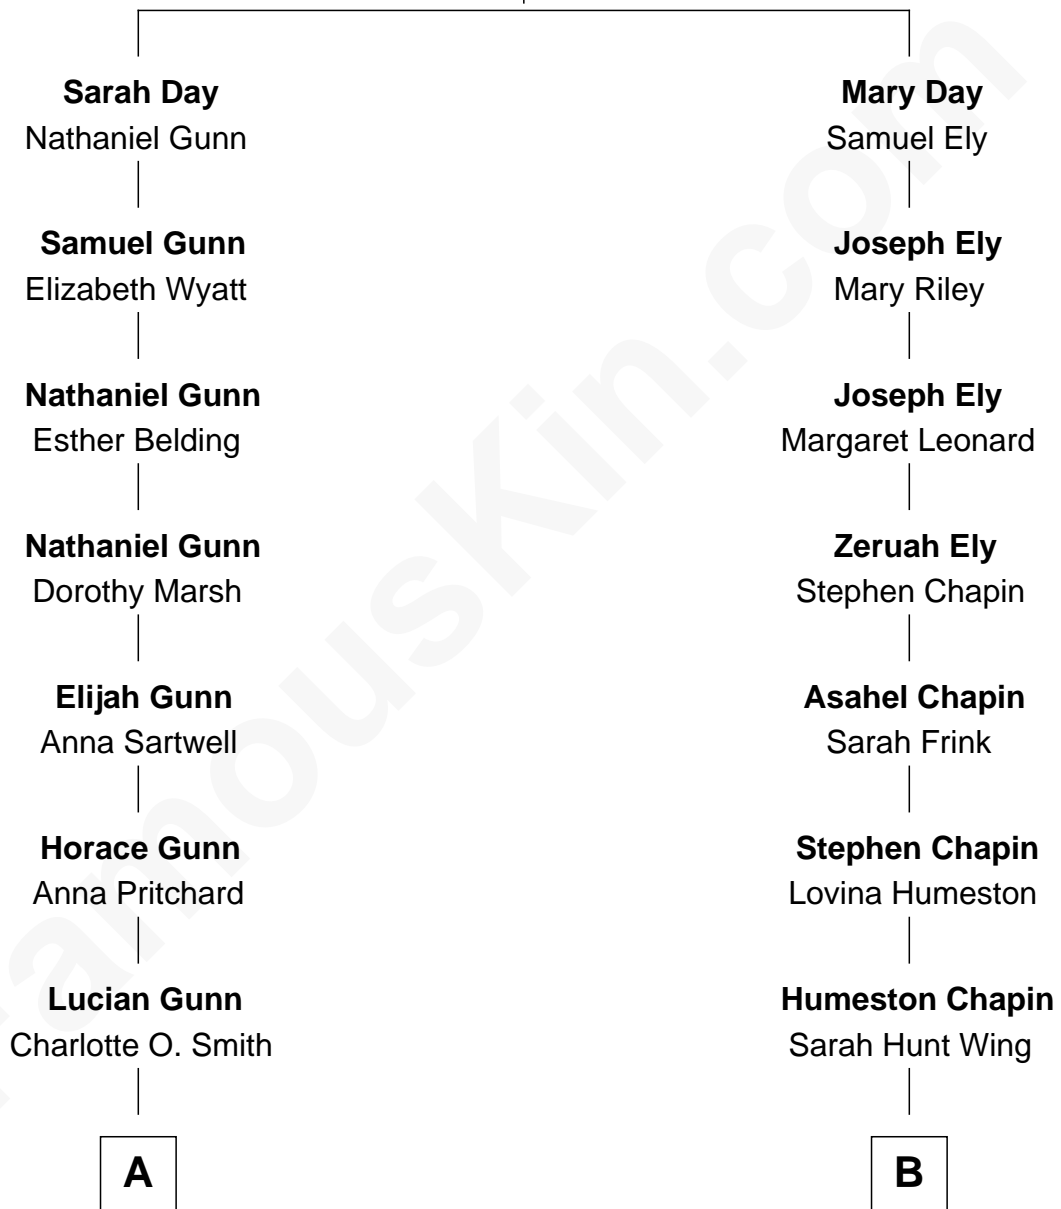 Sarah Day
Nathaniel Gunn
Samuel Gunn
Elizabeth Wyatt
Nathaniel Gunn
Esther Belding
Nathaniel Gunn
Dorothy Marsh
Elijah Gunn
Anna Sartwell
Horace Gunn
Anna Pritchard
Lucian Gunn
Charlotte O. Smith
A
Mary Day
Samuel Ely
Joseph Ely
Mary Riley
Joseph Ely
Margaret Leonard
Zeruah Ely
Stephen Chapin
Asahel Chapin
Sarah Frink
Stephen Chapin
Lovina Humeston
Humeston Chapin
Sarah Hunt Wing
B
FamousKin.com